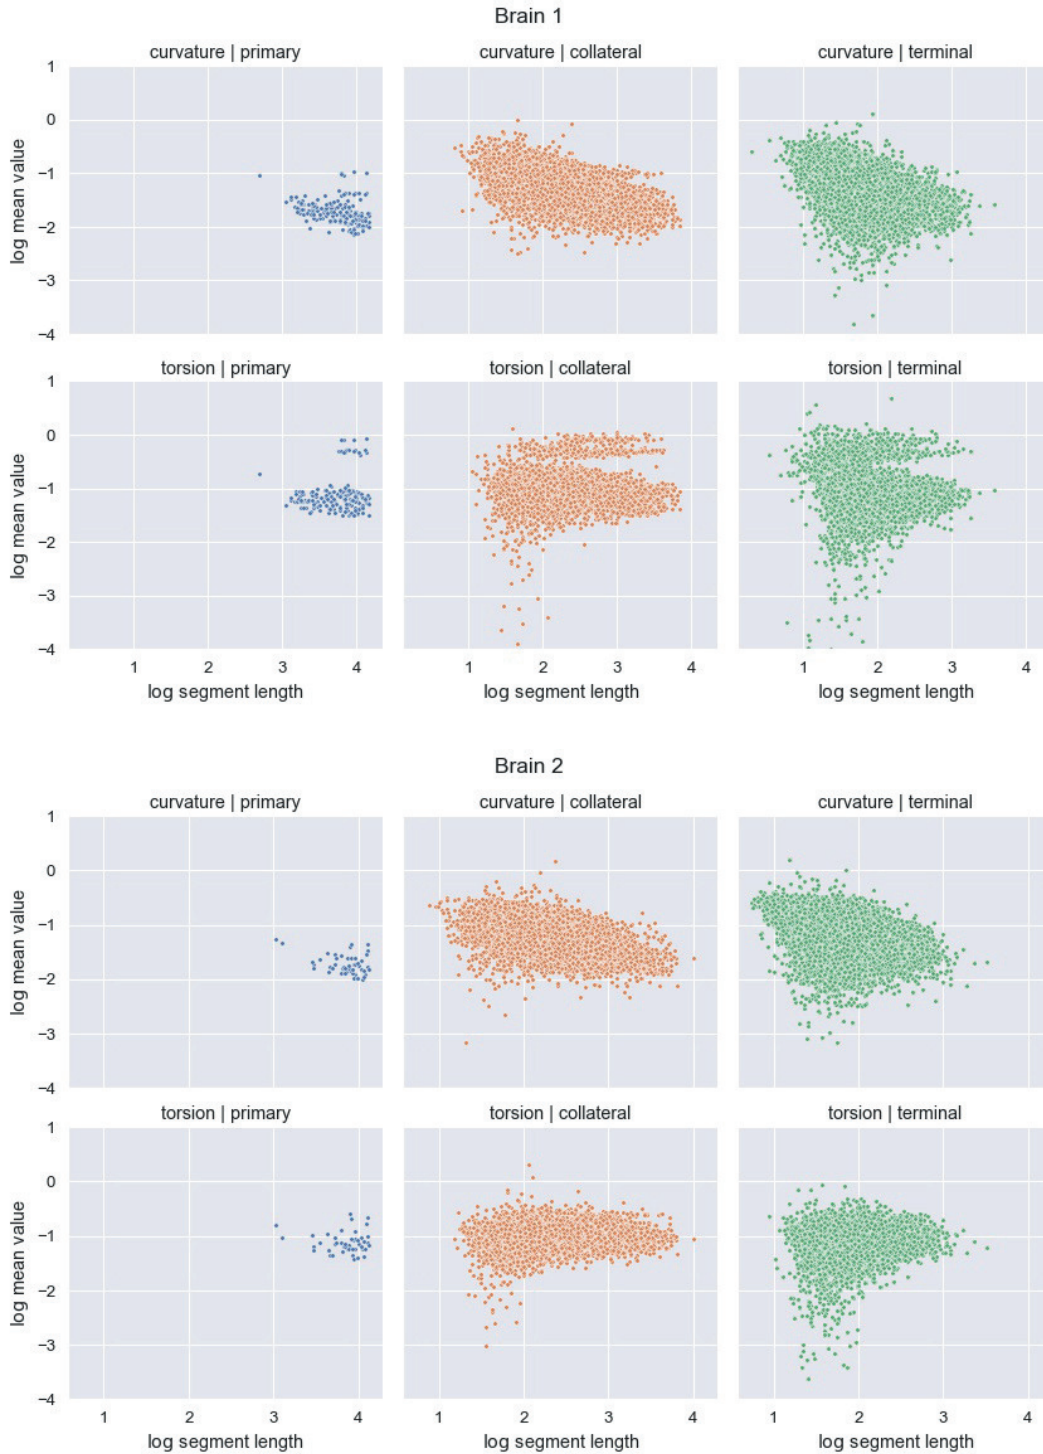 Brain 1
curvature | primary
curvature | collateral
curvature | terminal
1
0
−1
−2
−3
−4
log mean value
torsion | primary
torsion | collateral
torsion | terminal
1
0
−1
−2
−3
−4
log mean value
1 2 3 4
1 2 3 4
1 2 3 4
log segment length
log segment length
log segment length
Brain 2
curvature | primary
curvature | collateral
curvature | terminal
1
0
−1
−2
−3
−4
log mean value
torsion | primary
torsion | collateral
torsion | terminal
1
0
−1
−2
−3
−4
log mean value
1 2 3 4
1 2 3 4
1 2 3 4
log segment length
log segment length
log segment length